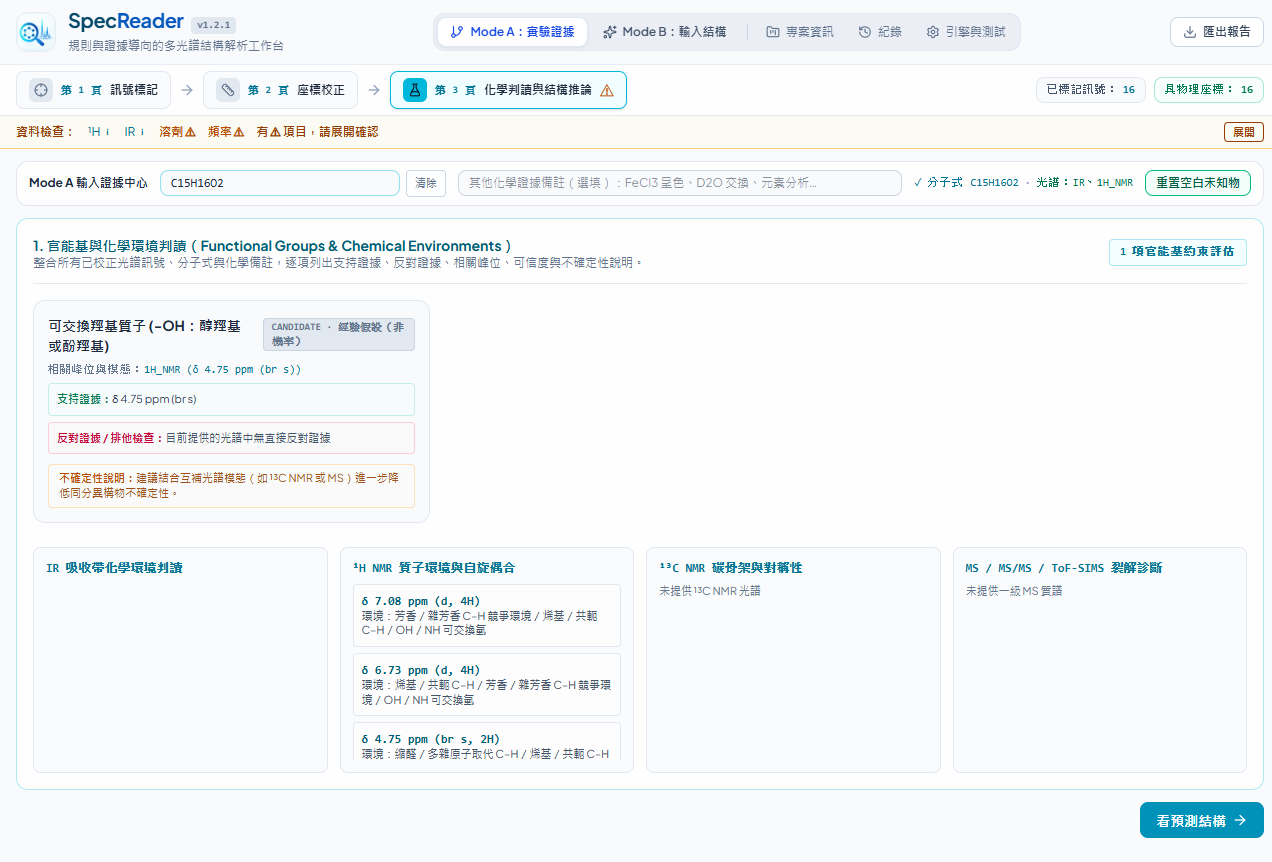 SpecReader v1.2.1
規則與證據導向的多光譜結構解析工作台
Mode A：實驗證據
Mode B：輸入結構
專案資訊
紀錄
引擎與測試
匯出報告
第 1 頁 訊號標記
→
第 2 頁 座標校正
→
第 3 頁 化學判讀與結構推論
已標記訊號： 16
具物理座標： 16
資料檢查： ¹H i IR i 溶劑⚠ 頻率⚠ 有⚠項目，請展開確認
展開
Mode A 輸入證據中心
C15H16O2
清除
其他化學證據備註（選填）：FeCl3 呈色、D2O 交換、元素分析...
✓ 分子式 C15H16O2 · 光譜：IR、1H_NMR
重置空白未知物
1. 官能基與化學環境判讀（Functional Groups & Chemical Environments）
整合所有已校正光譜訊號、分子式與化學備註，逐項列出支持證據、反對證據、相關峰位、可信度與不確定性說明。
1 項官能基約束評估
可交換羥基質子 (-OH：醇羥基
或酚羥基)
CANDIDATE · 經驗假設（非
機率）
相關峰位與模態：1H_NMR (δ 4.75 ppm (br s))
支持證據：δ 4.75 ppm (br s)
反對證據 / 排他檢查：目前提供的光譜中無直接反對證據
不確定性說明：建議結合互補光譜模態（如 ¹³C NMR 或 MS）進一步降
低同分異構物不確定性。
IR 吸收帶化學環境判讀
¹H NMR 質子環境與自旋偶合
δ 7.08 ppm (d, 4H)
環境：芳香 / 雜芳香 C–H 競爭環境 / 烯基 / 共軛
C–H / OH / NH 可交換氫
δ 6.73 ppm (d, 4H)
環境：烯基 / 共軛 C–H / 芳香 / 雜芳香 C–H 競爭環
境 / OH / NH 可交換氫
δ 4.75 ppm (br s, 2H)
環境：縮醛 / 多雜原子取代 C–H / 烯基 / 共軛 C–H
¹³C NMR 碳骨架與對稱性
未提供 ¹³C NMR 光譜
MS / MS/MS / ToF-SIMS 裂解診斷
未提供一級 MS 質譜
看預測結構 →